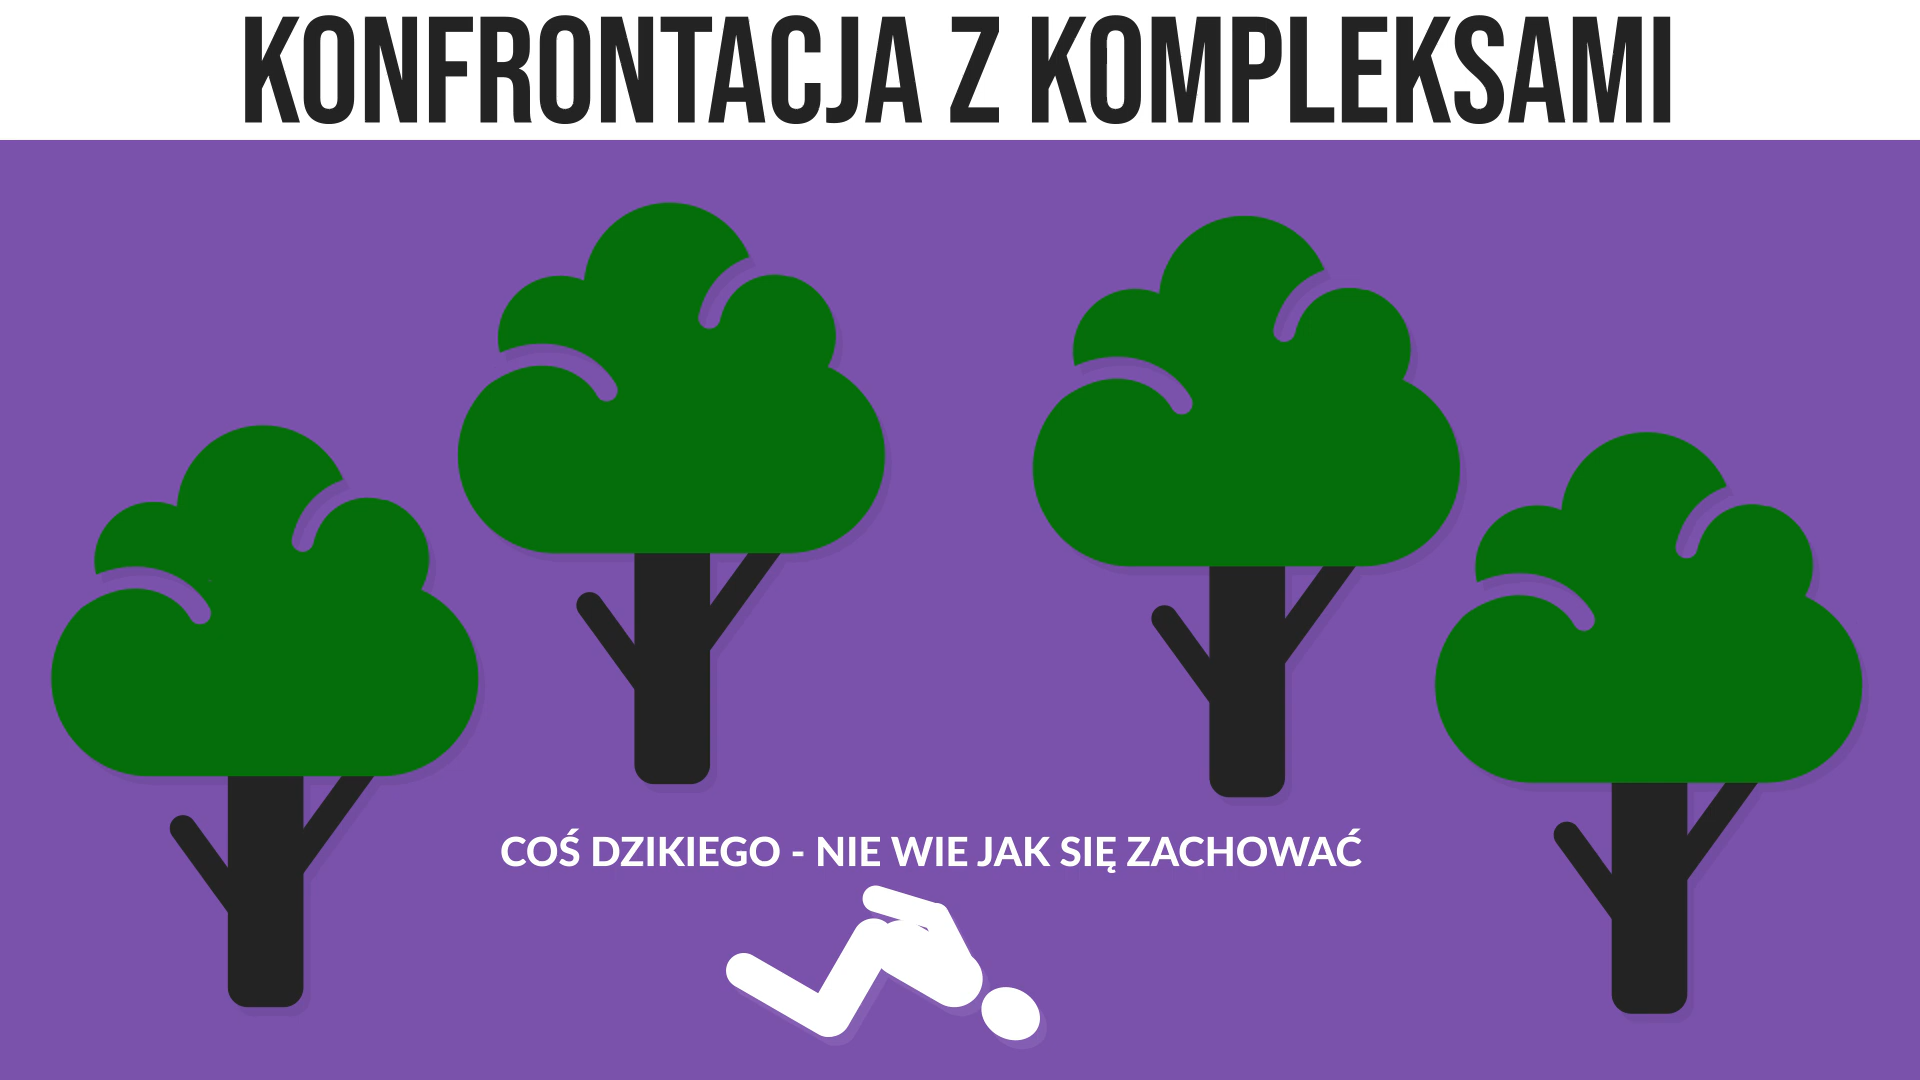 KONFRONTACJA Z KOMPLEKSAMI
COŚ DZIKIEGO - NIE WIE JAK SIĘ ZACHOWAĆ